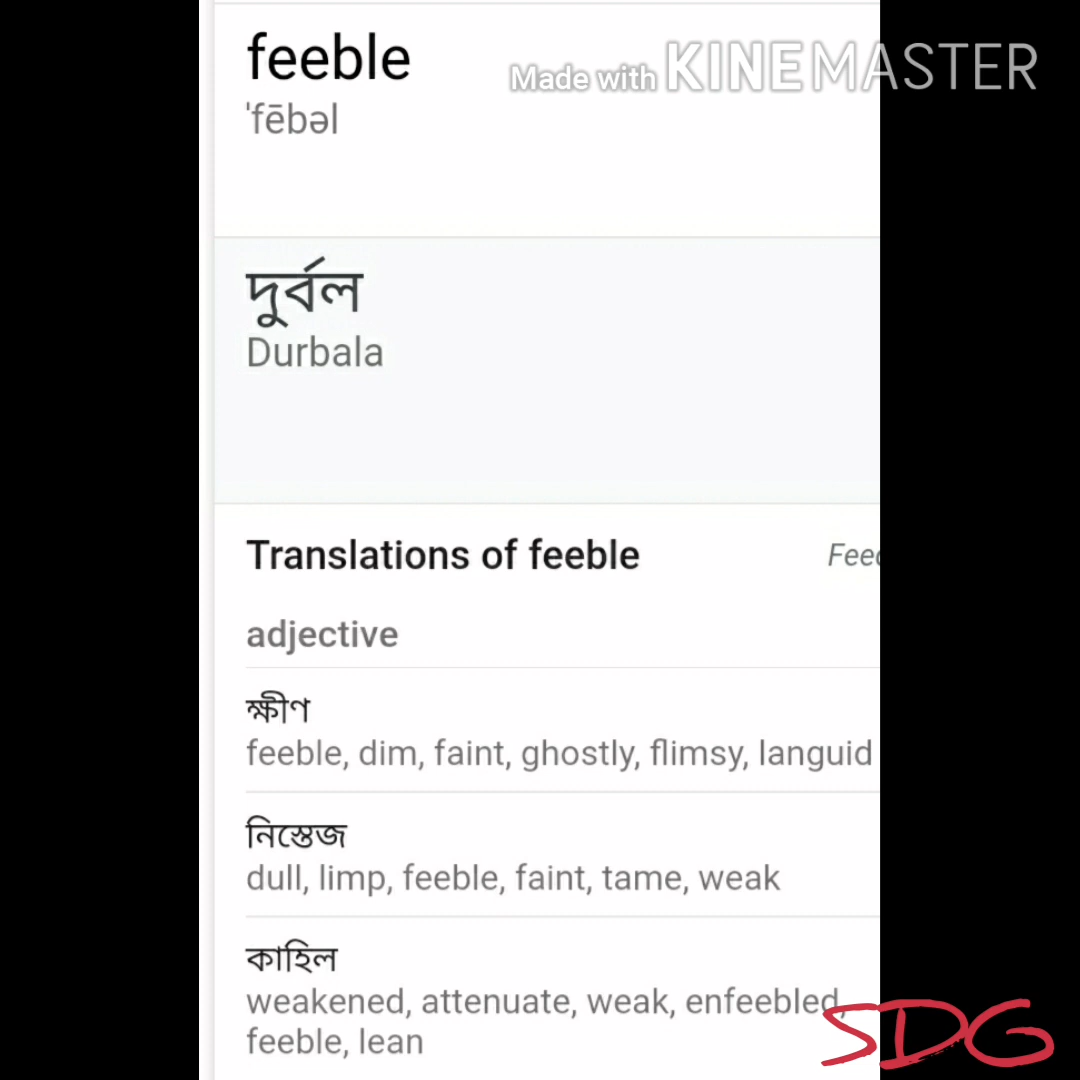 feeble
Made with KINEMASTER
'fēbəl
দুর্বল
Durbala
Translations of feeble
adjective
ক্ষীণ
feeble, dim, faint, ghostly, flimsy, languid
নিস্তেজ
dull, limp, feeble, faint, tame, weak
কাহিল
weakened, attenuate, weak, enfeebled,
feeble, lean
SDG